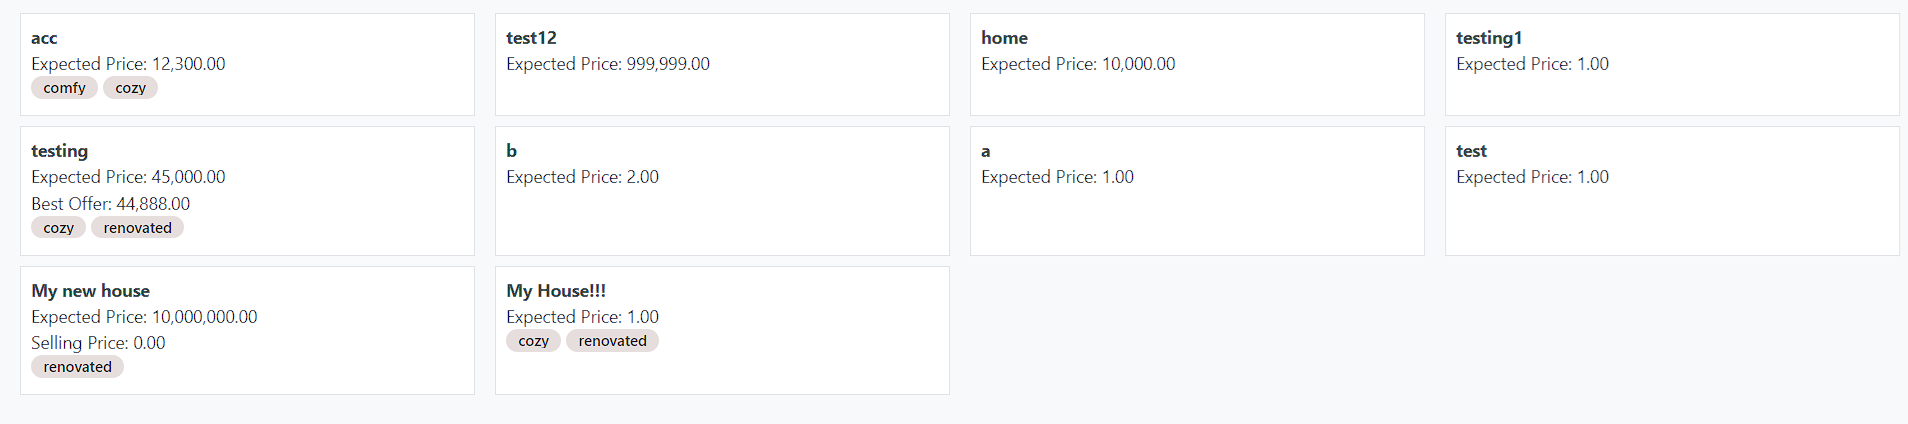 acc
Expected Price: 12,300.00
comfy cozy
test12
Expected Price: 999,999.00
home
Expected Price: 10,000.00
testing1
Expected Price: 1.00
testing
Expected Price: 45,000.00
Best Offer: 44,888.00
cozy renovated
b
Expected Price: 2.00
a
Expected Price: 1.00
test
Expected Price: 1.00
My new house
Expected Price: 10,000,000.00
Selling Price: 0.00
renovated
My House!!!
Expected Price: 1.00
cozy renovated